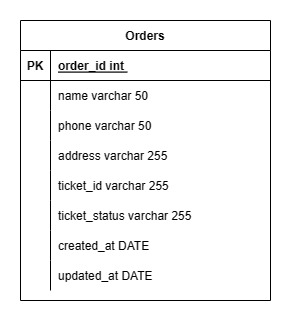 Orders
PK order_id int
name varchar 50
phone varchar 50
address varchar 255
ticket_id varchar 255
ticket_status varchar 255
created_at DATE
updated_at DATE